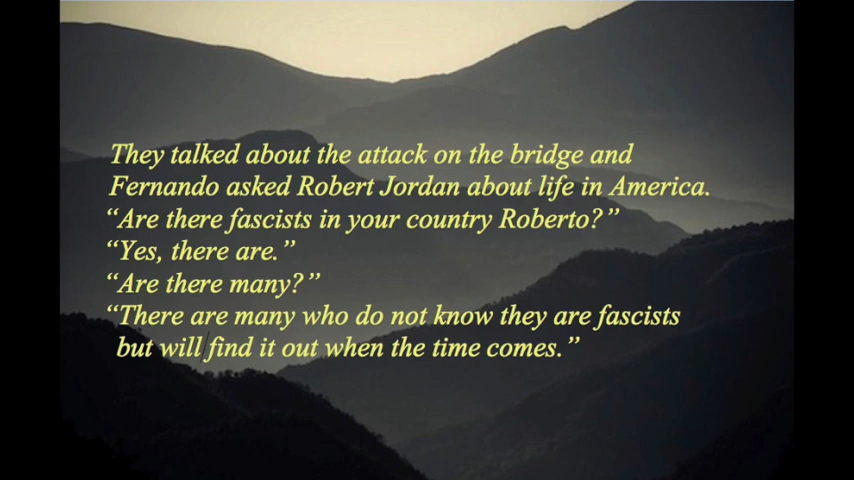 They talked about the attack on the bridge and
Fernando asked Robert Jordan about life in America.
“Are there fascists in your country Roberto?”
“Yes, there are.”
“Are there many?”
“There are many who do not know they are fascists
but will find it out when the time comes.”